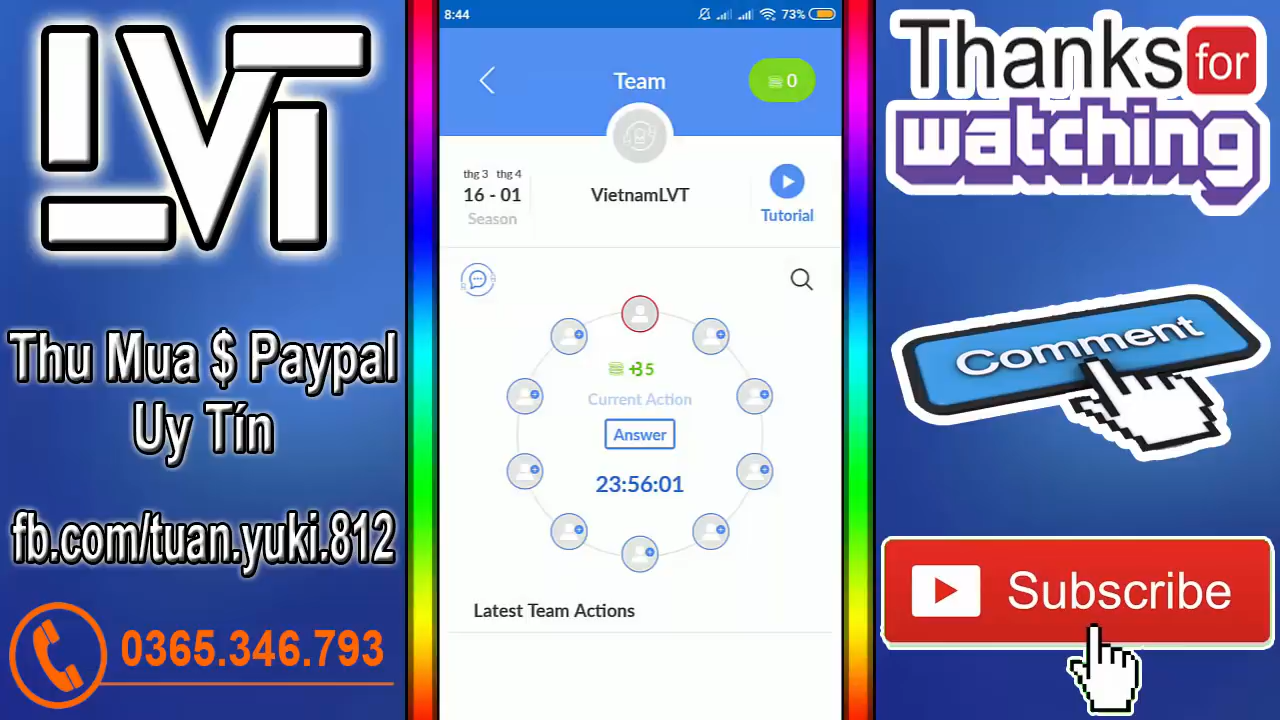 LVT
Thu Mua $ Paypal
Uy Tín
fb.com/tuan.yuki.812
0365.346.793
8:44
73%
Team
0
thg 3 thg 4
16 - 01
Season
VietnamLVT
Tutorial
Current Action
Answer
23:56:01
Latest Team Actions
Thanks for
watching
Comment
Subscribe